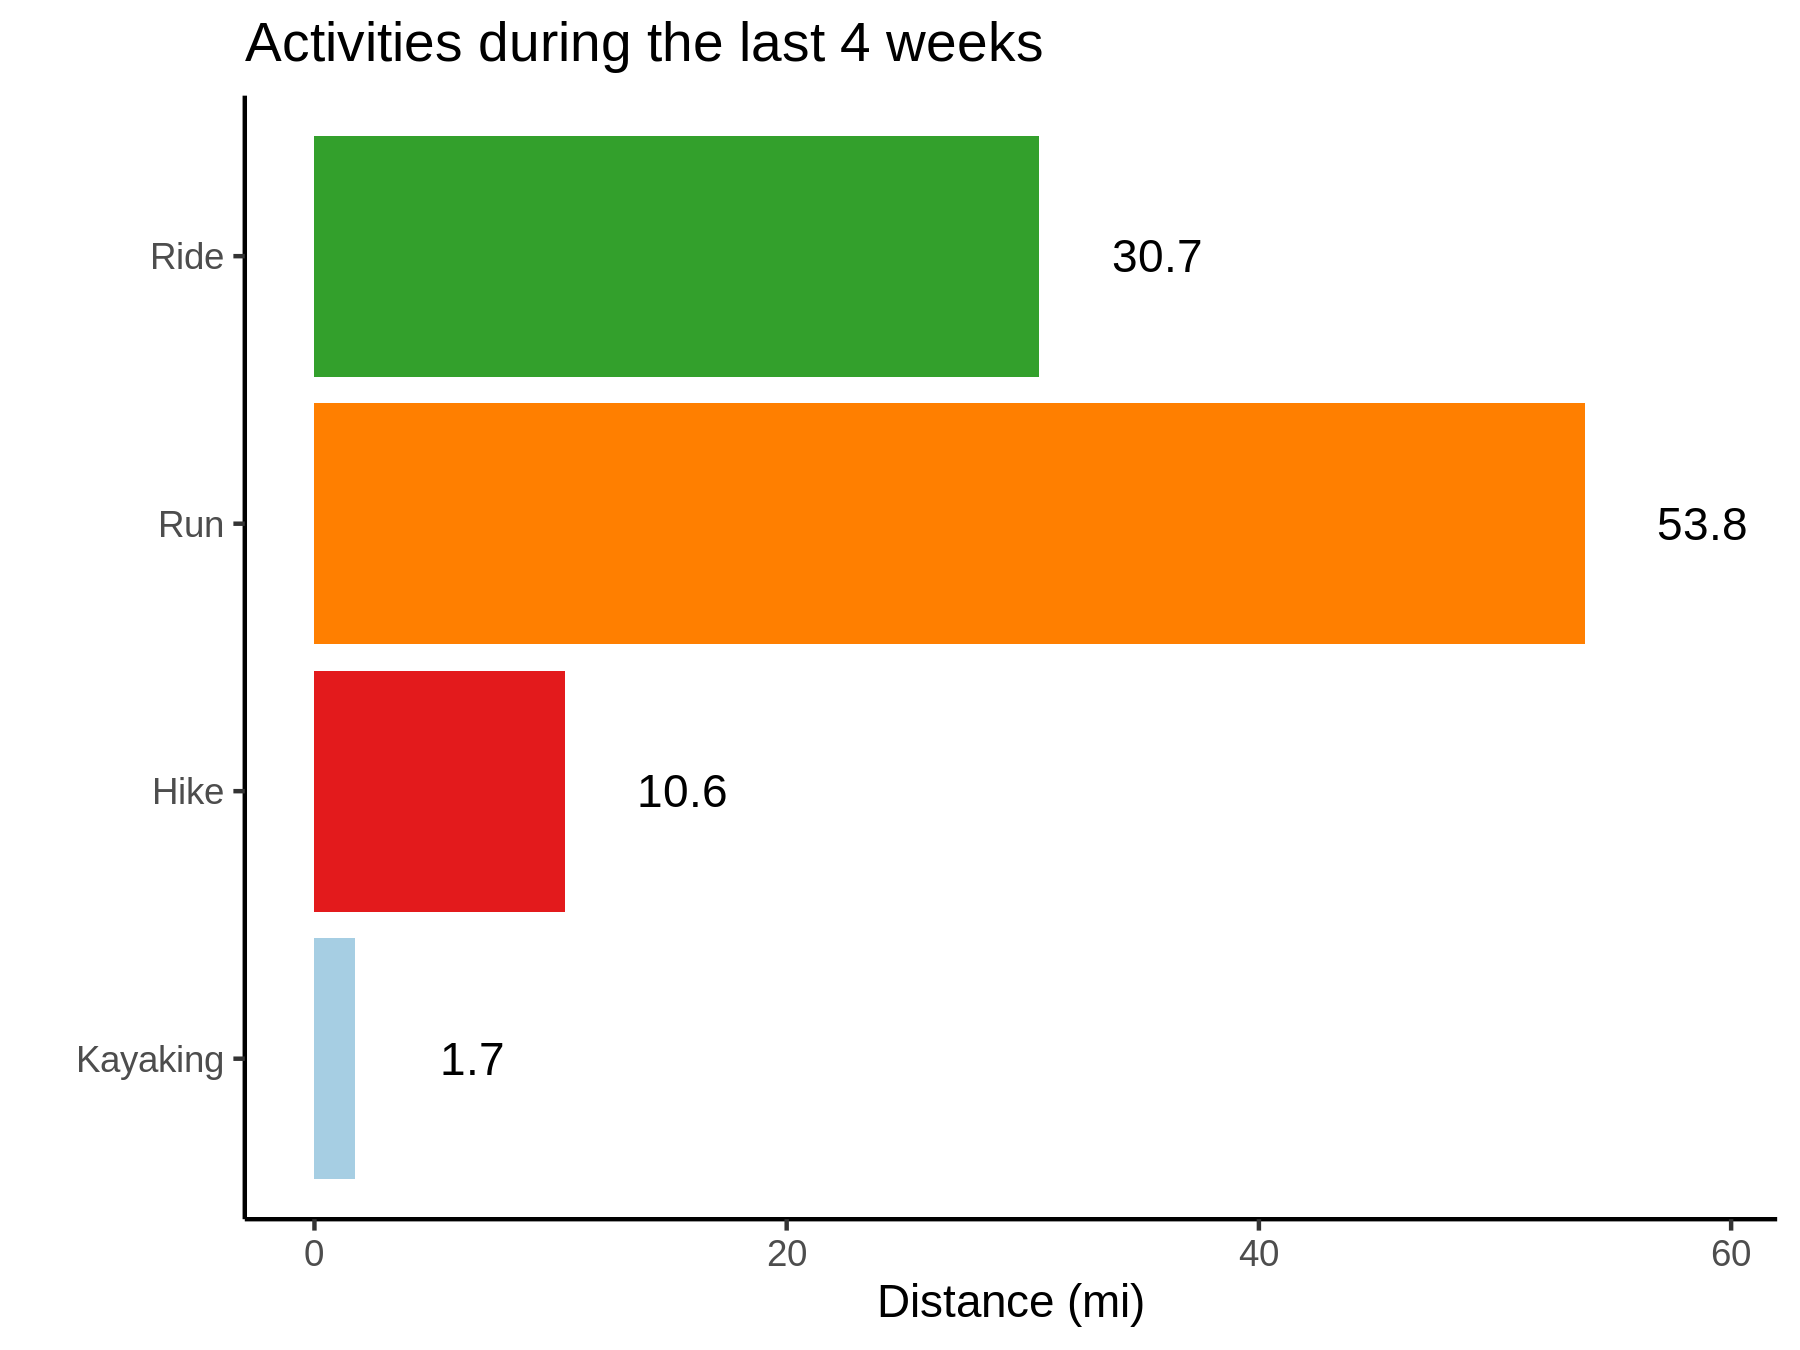 Activities during the last 4 weeks
Ride
30.7
Run
53.8
Hike
10.6
Kayaking
1.7
0 20 40 60
Distance (mi)